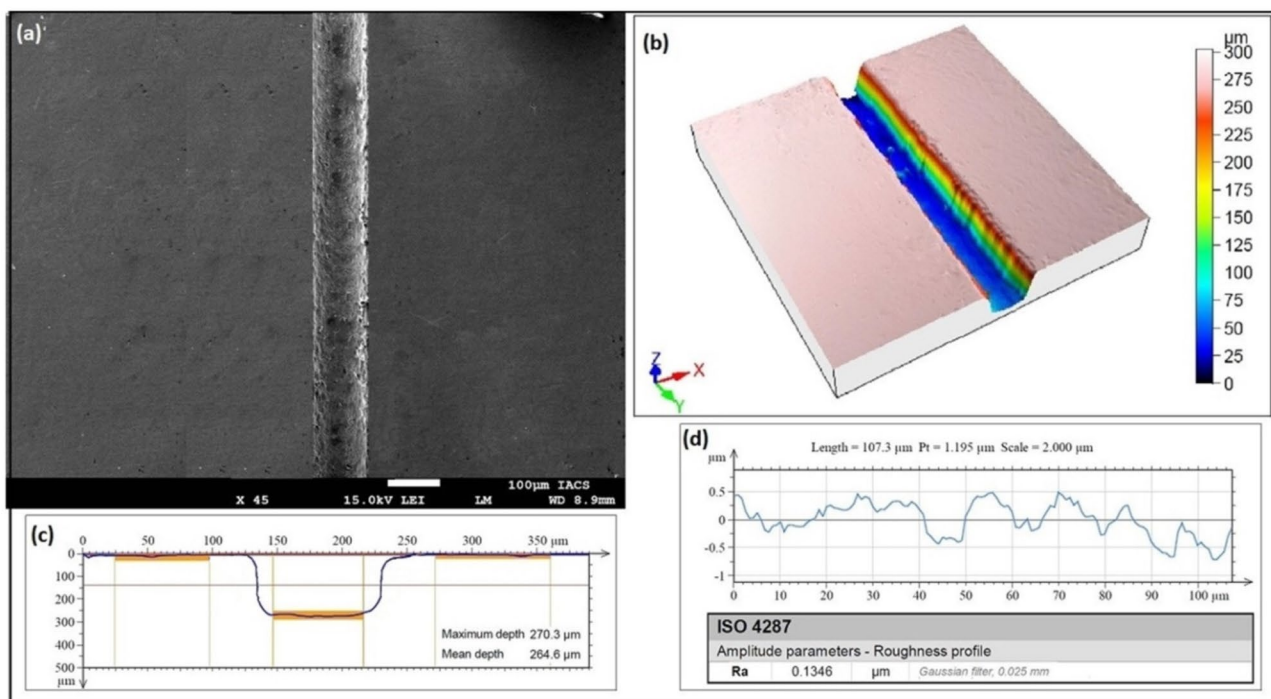 (a)
100µm IACS
X 45 15.0kV LEI LM WD 8.9mm
(b)
µm
300
275
250
225
200
175
150
125
100
75
50
25
0
Z
X
Y
(c)
0 50 100 150 200 250 300 350 µm
0
100
200
300
400
500
µm
Maximum depth 270.3 µm
Mean depth 264.6 µm
(d)
Length = 107.3 µm Pt = 1.195 µm Scale = 2.000 µm
µm
0.5
0
-0.5
-1
0 10 20 30 40 50 60 70 80 90 100 µm
ISO 4287
Amplitude parameters - Roughness profile
Ra 0.1346 µm Gaussian filter, 0.025 mm